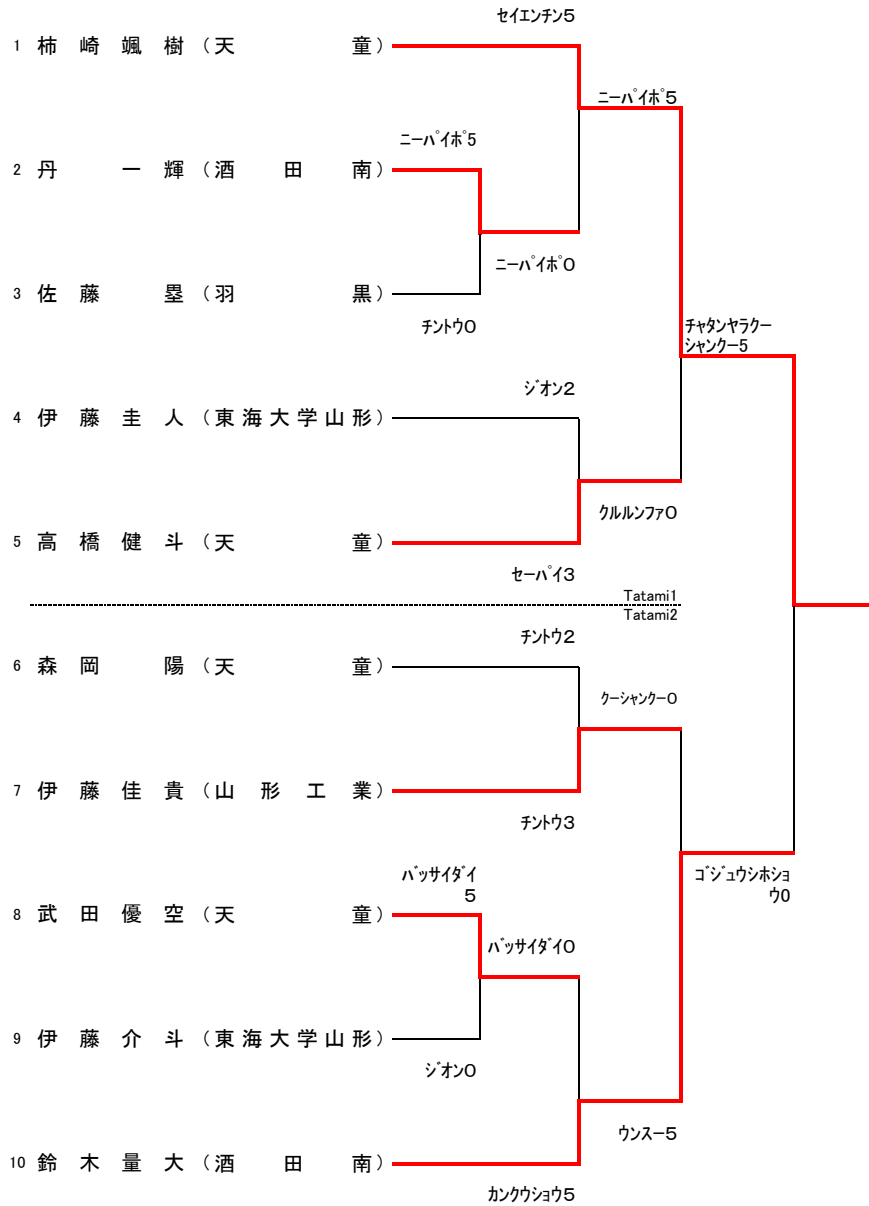 セイエンチン5
1 柿崎颯樹（天童）
ニーパイポ5
ニーパイポ5
2 丹一輝（酒田南）
ニーパイポ0
3 佐藤塁（羽黒）
チントウ0
チャタンヤラクー
シャンクー5
ジオン2
4 伊藤圭人（東海大学山形）
クルルンファ0
5 高橋健斗（天童）
セーパイ3
Tatami1
Tatami2
チントウ2
6 森岡陽（天童）
クーシャンクー0
7 伊藤佳貴（山形工業）
チントウ3
バッサイダイ
5
ゴジュウシホショ
ウ0
8 武田優空（天童）
バッサイダイ0
9 伊藤介斗（東海大学山形）
ジオン0
ウンスー5
10 鈴木量大（酒田南）
カンクウショウ5